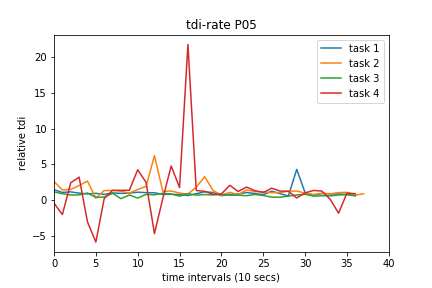 tdi-rate P05
task 1
task 2
task 3
task 4
relative tdi
20
15
10
5
0
−5
0 5 10 15 20 25 30 35 40
time intervals (10 secs)